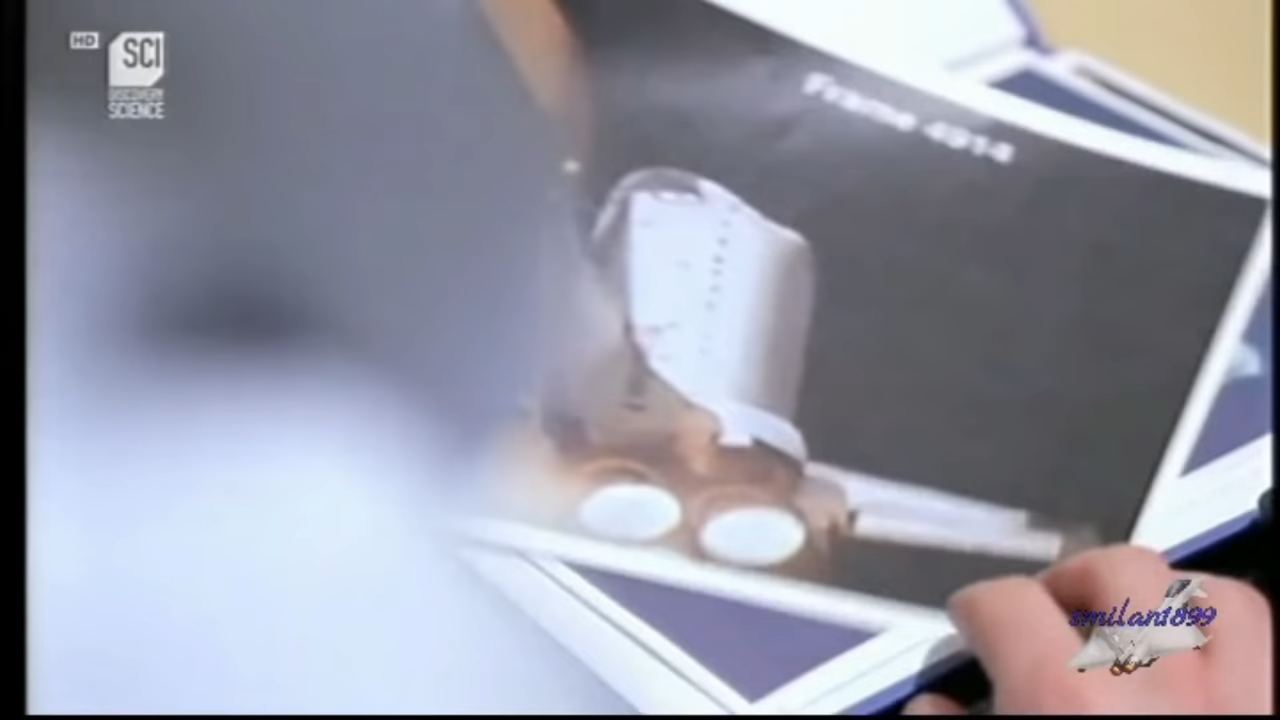 HD
SCI
DISCOVERY
SCIENCE
Frame 4914
smilan1899